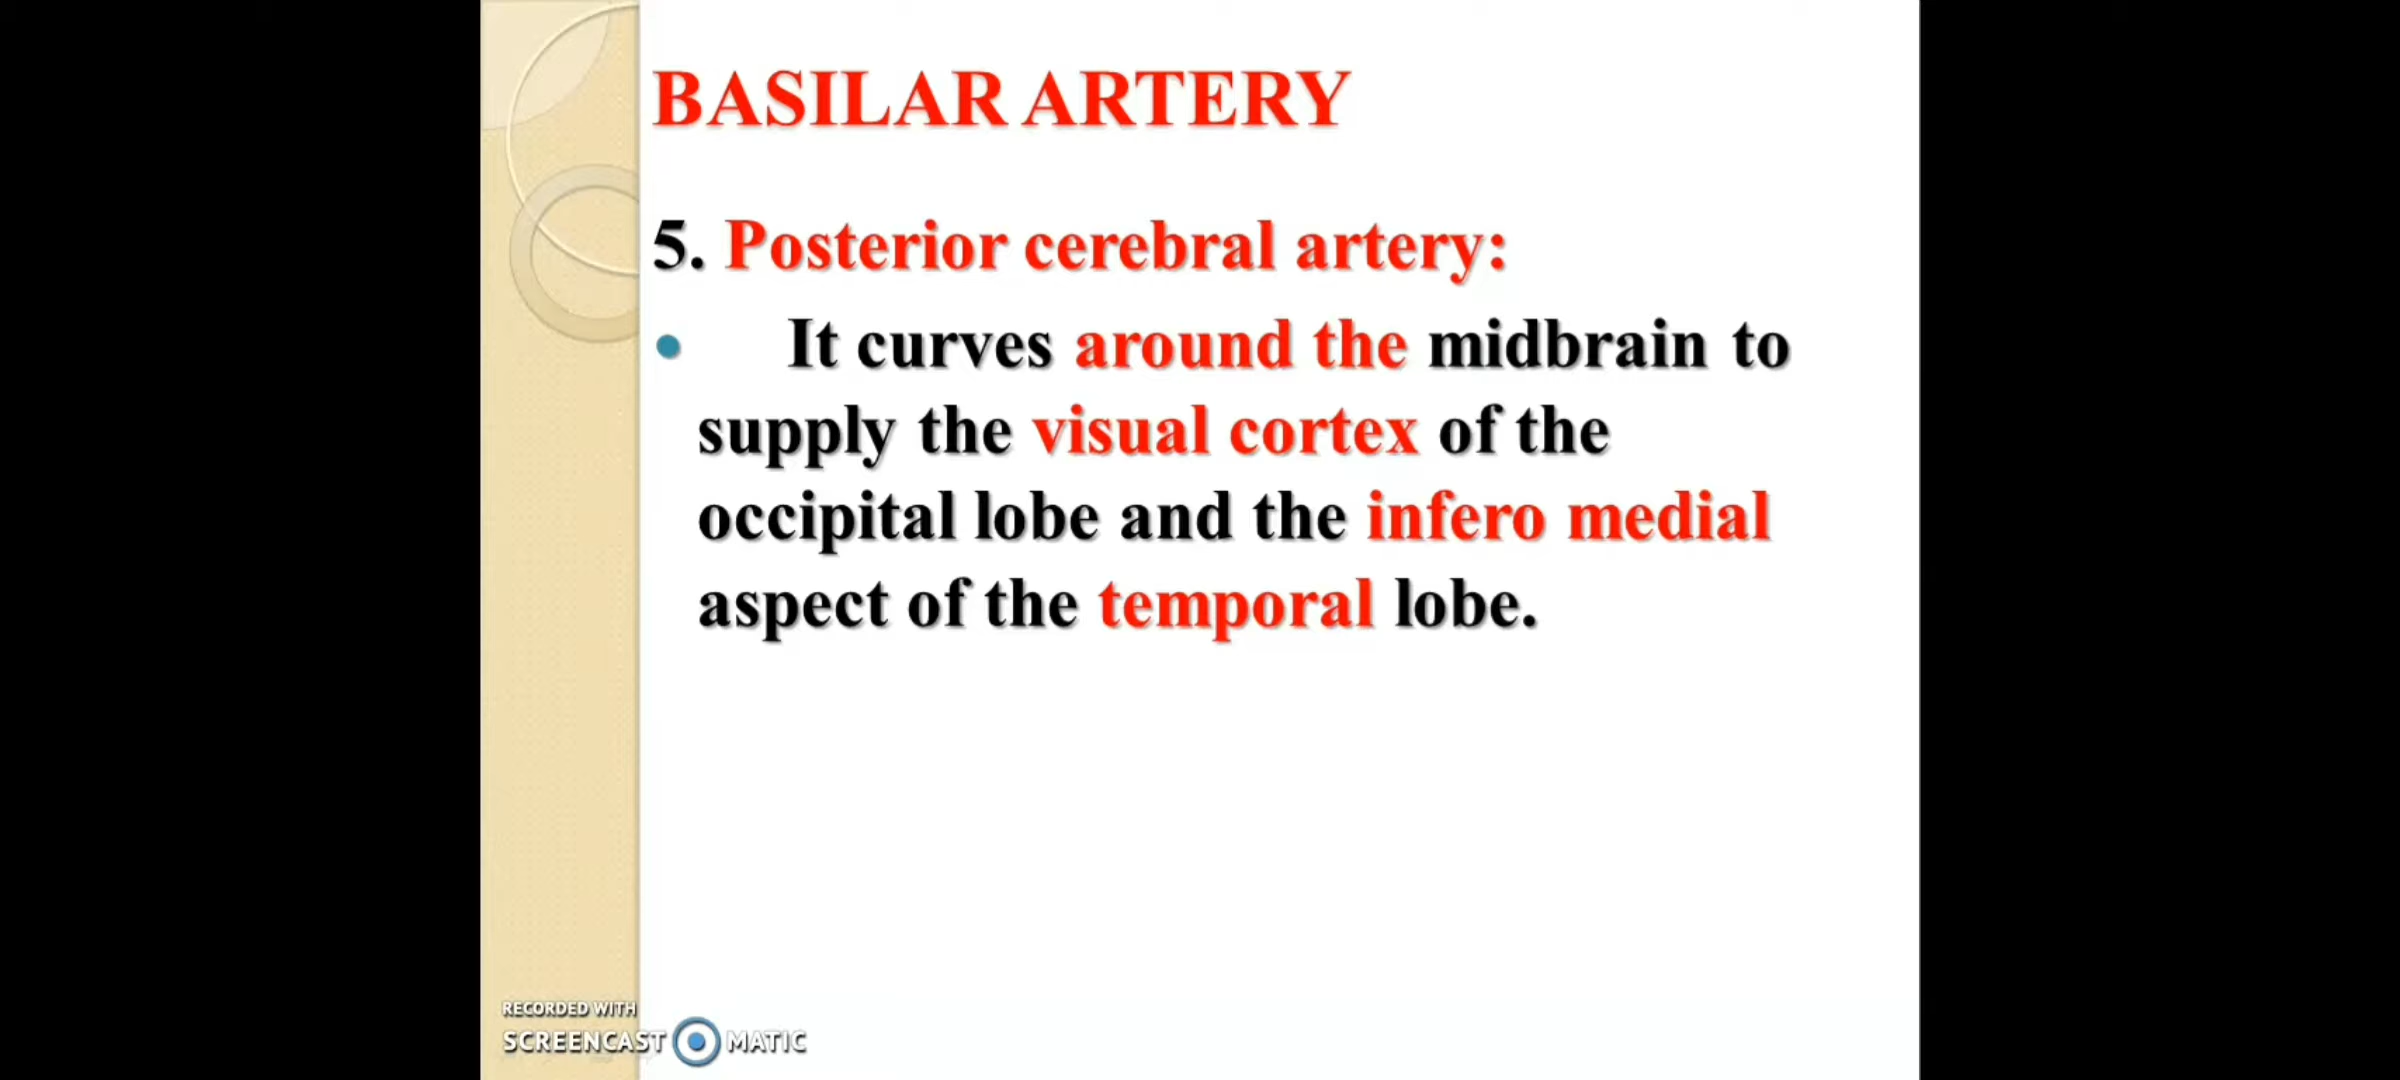 BASILAR ARTERY
5. Posterior cerebral artery:
• It curves around the midbrain to
supply the visual cortex of the
occipital lobe and the infero medial
aspect of the temporal lobe.
RECORDED WITH
SCREENCAST MATIC